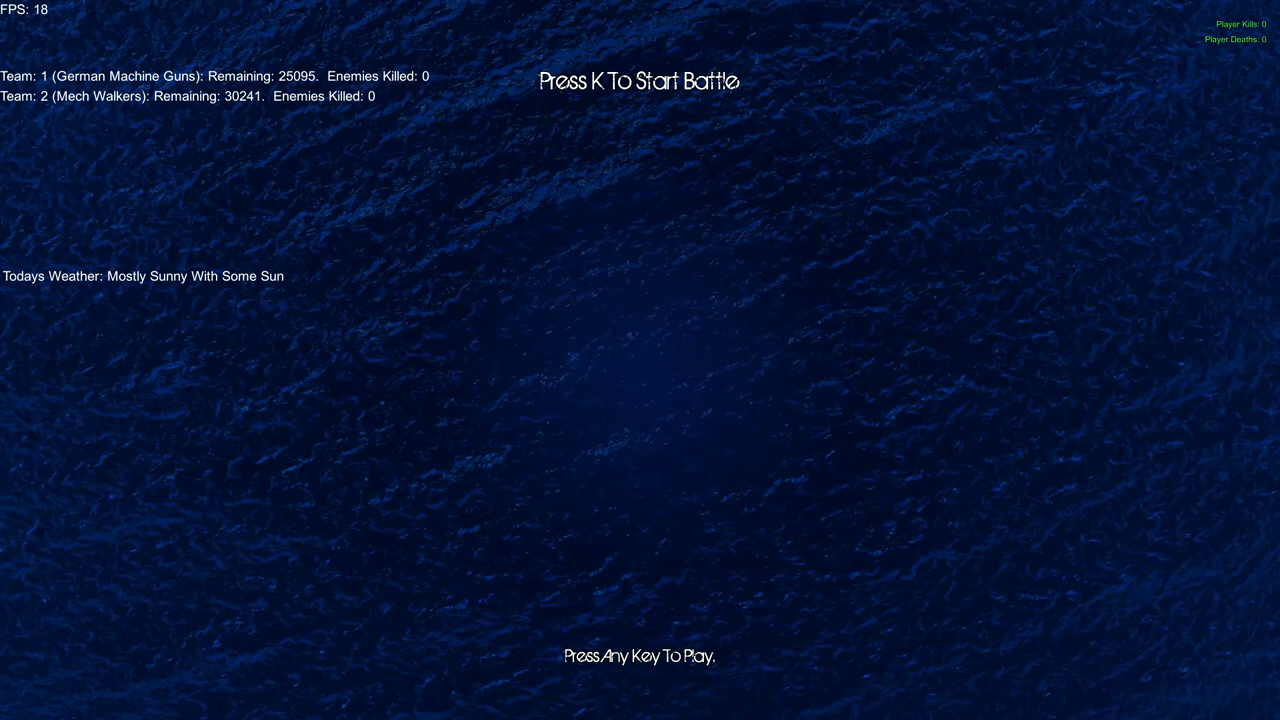 FPS: 18
Player Kills: 0
Player Deaths: 0
Team: 1 (German Machine Guns): Remaining: 25095.  Enemies Killed: 0
Team: 2 (Mech Walkers): Remaining: 30241.  Enemies Killed: 0
Press K To Start Battle
Todays Weather: Mostly Sunny With Some Sun
Press Any Key To Play.